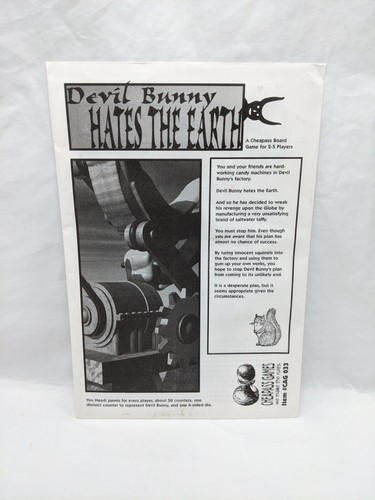 Devil Bunny
HATES THE EARTH
A Cheapass Board
Game for 2-5 Players
You and your friends are hard-
working candy machines in Devil
Bunny's factory.
Devil Bunny hates the Earth.
And so he has decided to wreak
his revenge upon the Globe by
manufacturing a very unsatisfying
brand of saltwater taffy.
You must stop him. Even though
you are aware that his plan has
almost no chance of success.
By luring innocent squirrels into
the factory and using them to
gum up your own works, you
hope to stop Devil Bunny's plan
from coming to its unlikely end.
It is a desperate plan, but it
seems appropriate given the
circumstances.
CHEAPASS GAMES
Item #CAG 033
You Need: pawns for every player, about 50 counters, one
distinct counter to represent Devil Bunny, and one 6-sided die.